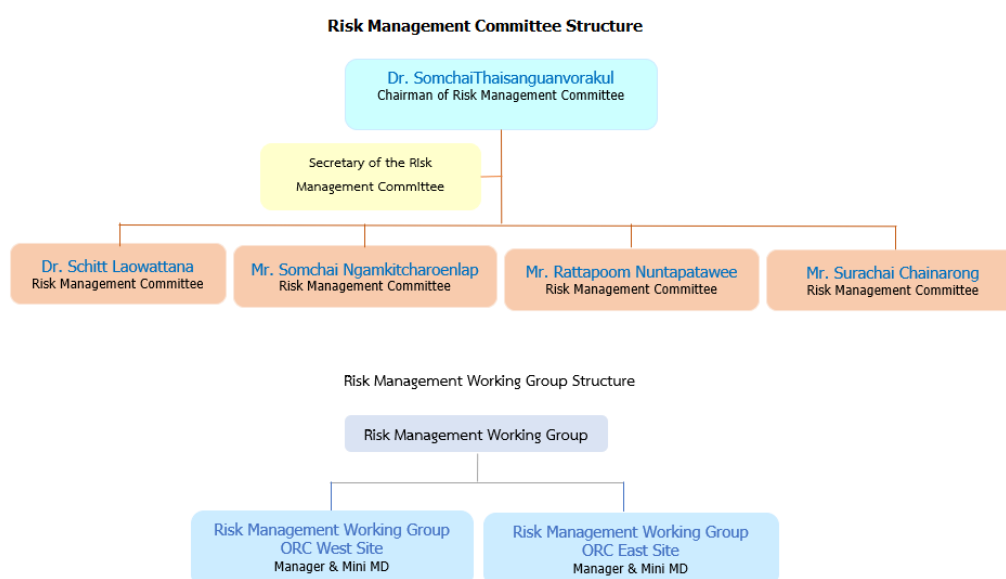 Risk Management Committee Structure
Dr. SomchaiThaisanguanvorakul
Chairman of Risk Management Committee
Secretary of the Risk
Management Committee
Dr. Schitt Laowattana
Risk Management Committee
Mr. Somchai Ngamkitcharoenlap
Risk Management Committee
Mr. Rattapoom Nuntapatawee
Risk Management Committee
Mr. Surachai Chainarong
Risk Management Committee
Risk Management Working Group Structure
Risk Management Working Group
Risk Management Working Group
ORC West Site
Manager & Mini MD
Risk Management Working Group
ORC East Site
Manager & Mini MD